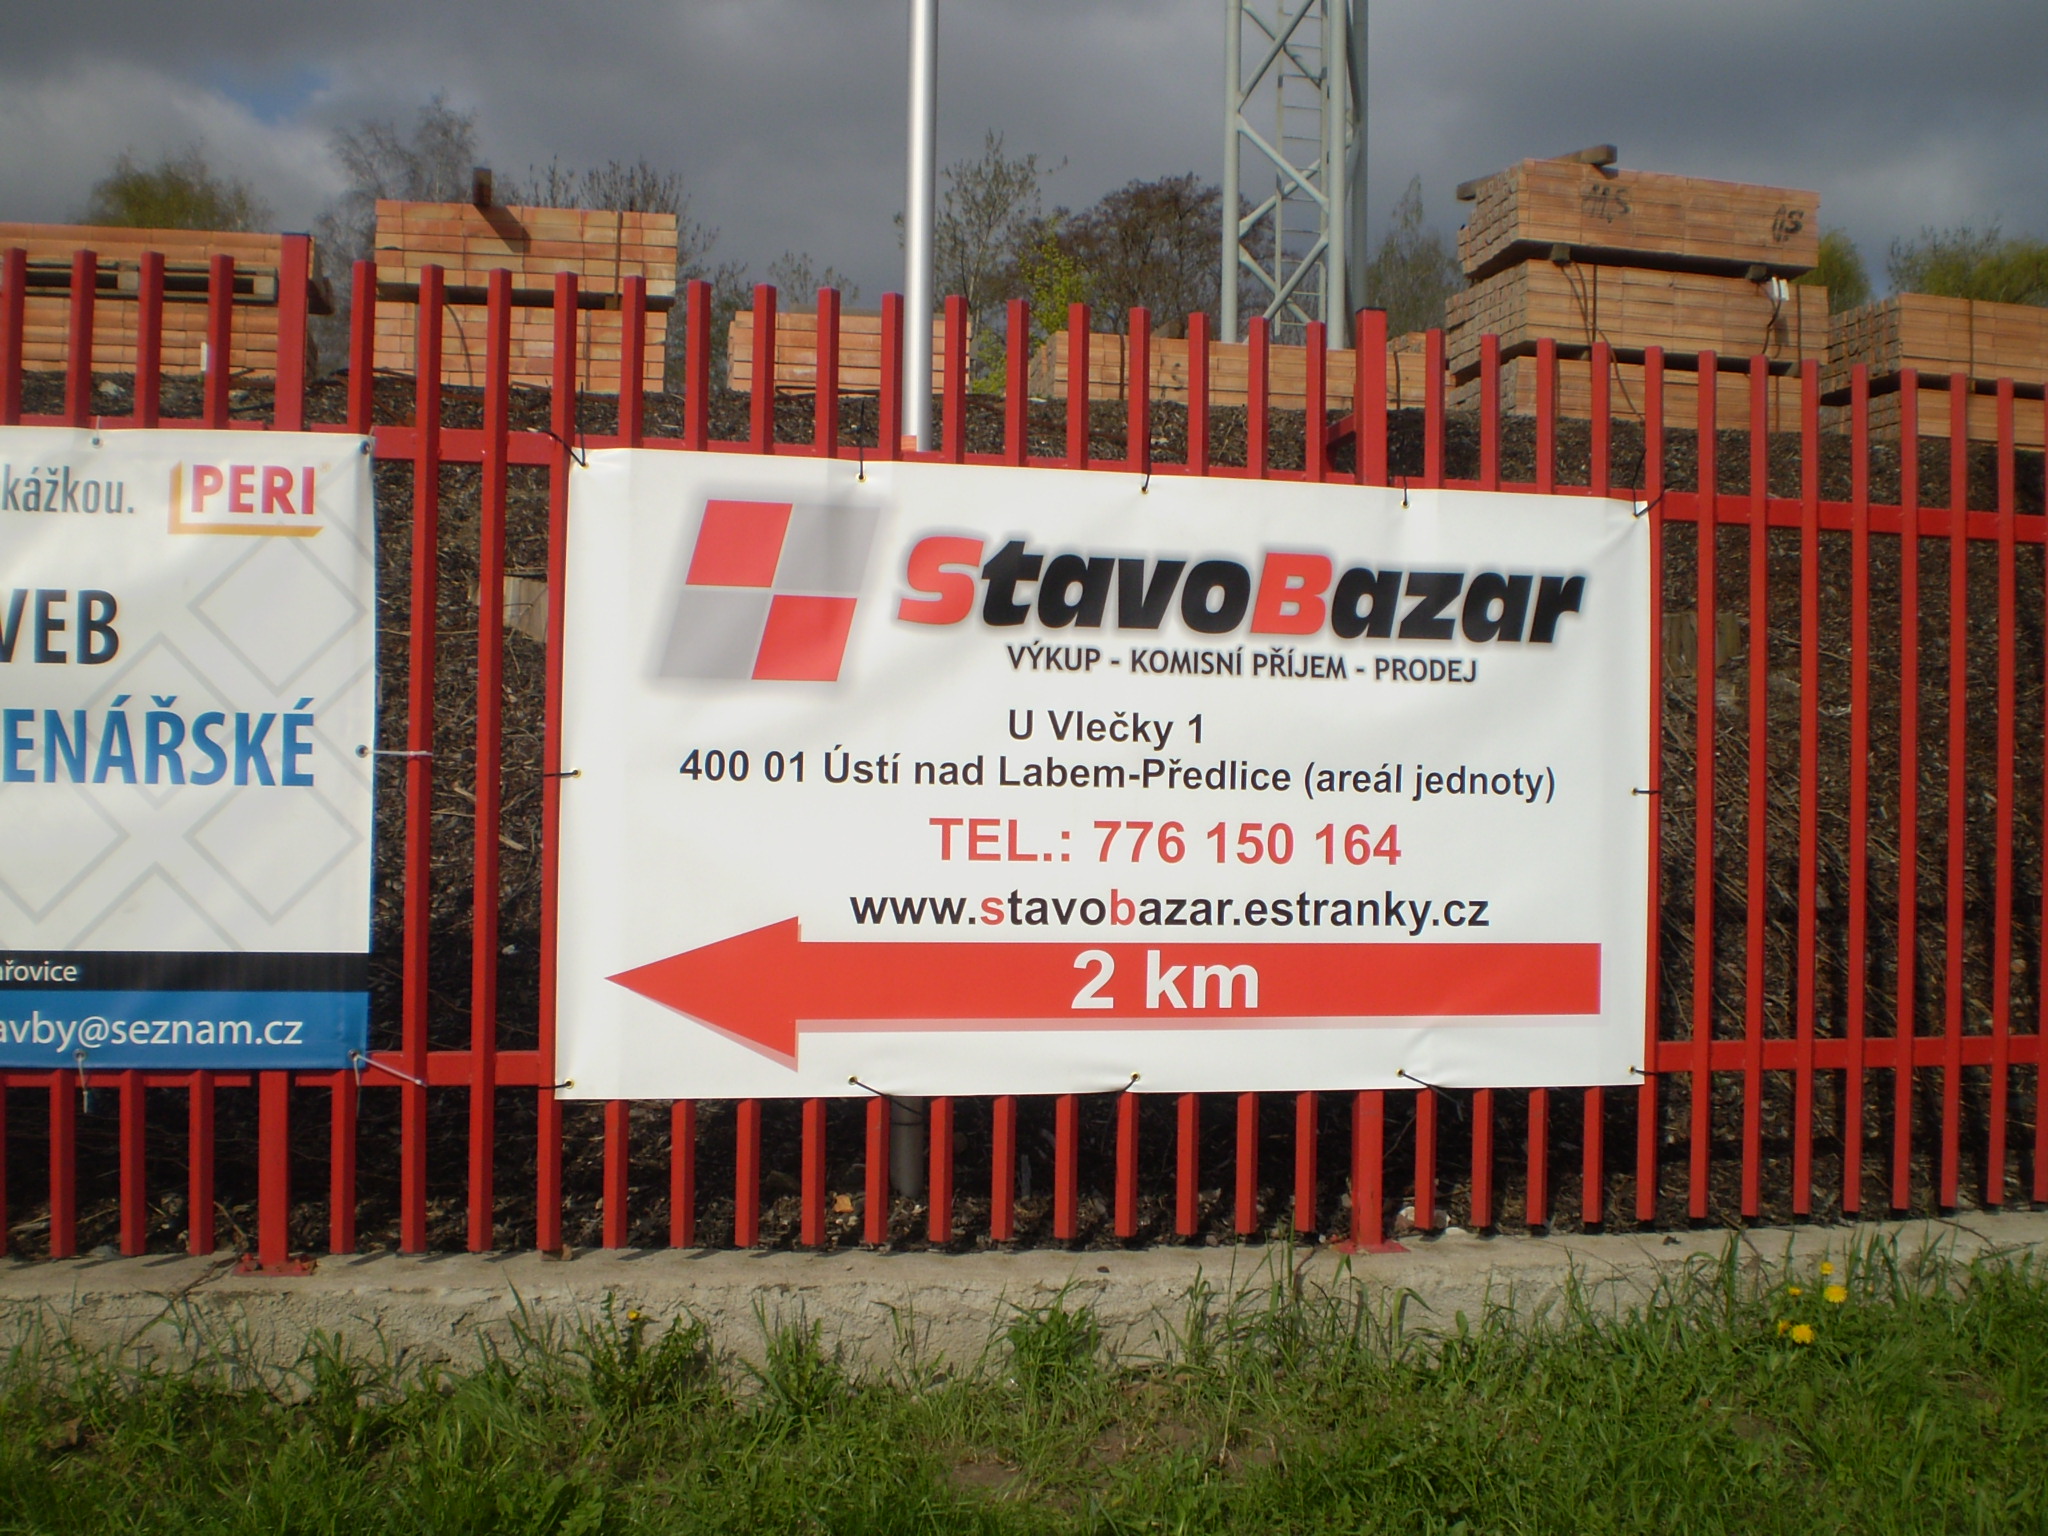 kážkou.
PERI
VEB
ENÁŘSKÉ
ařovice
avby@seznam.cz
StavoBazar
VÝKUP - KOMISNÍ PŘÍJEM - PRODEJ
U Vlečky 1
400 01 Ústí nad Labem-Předlice (areál jednoty)
TEL.: 776 150 164
www.stavobazar.estranky.cz
2 km